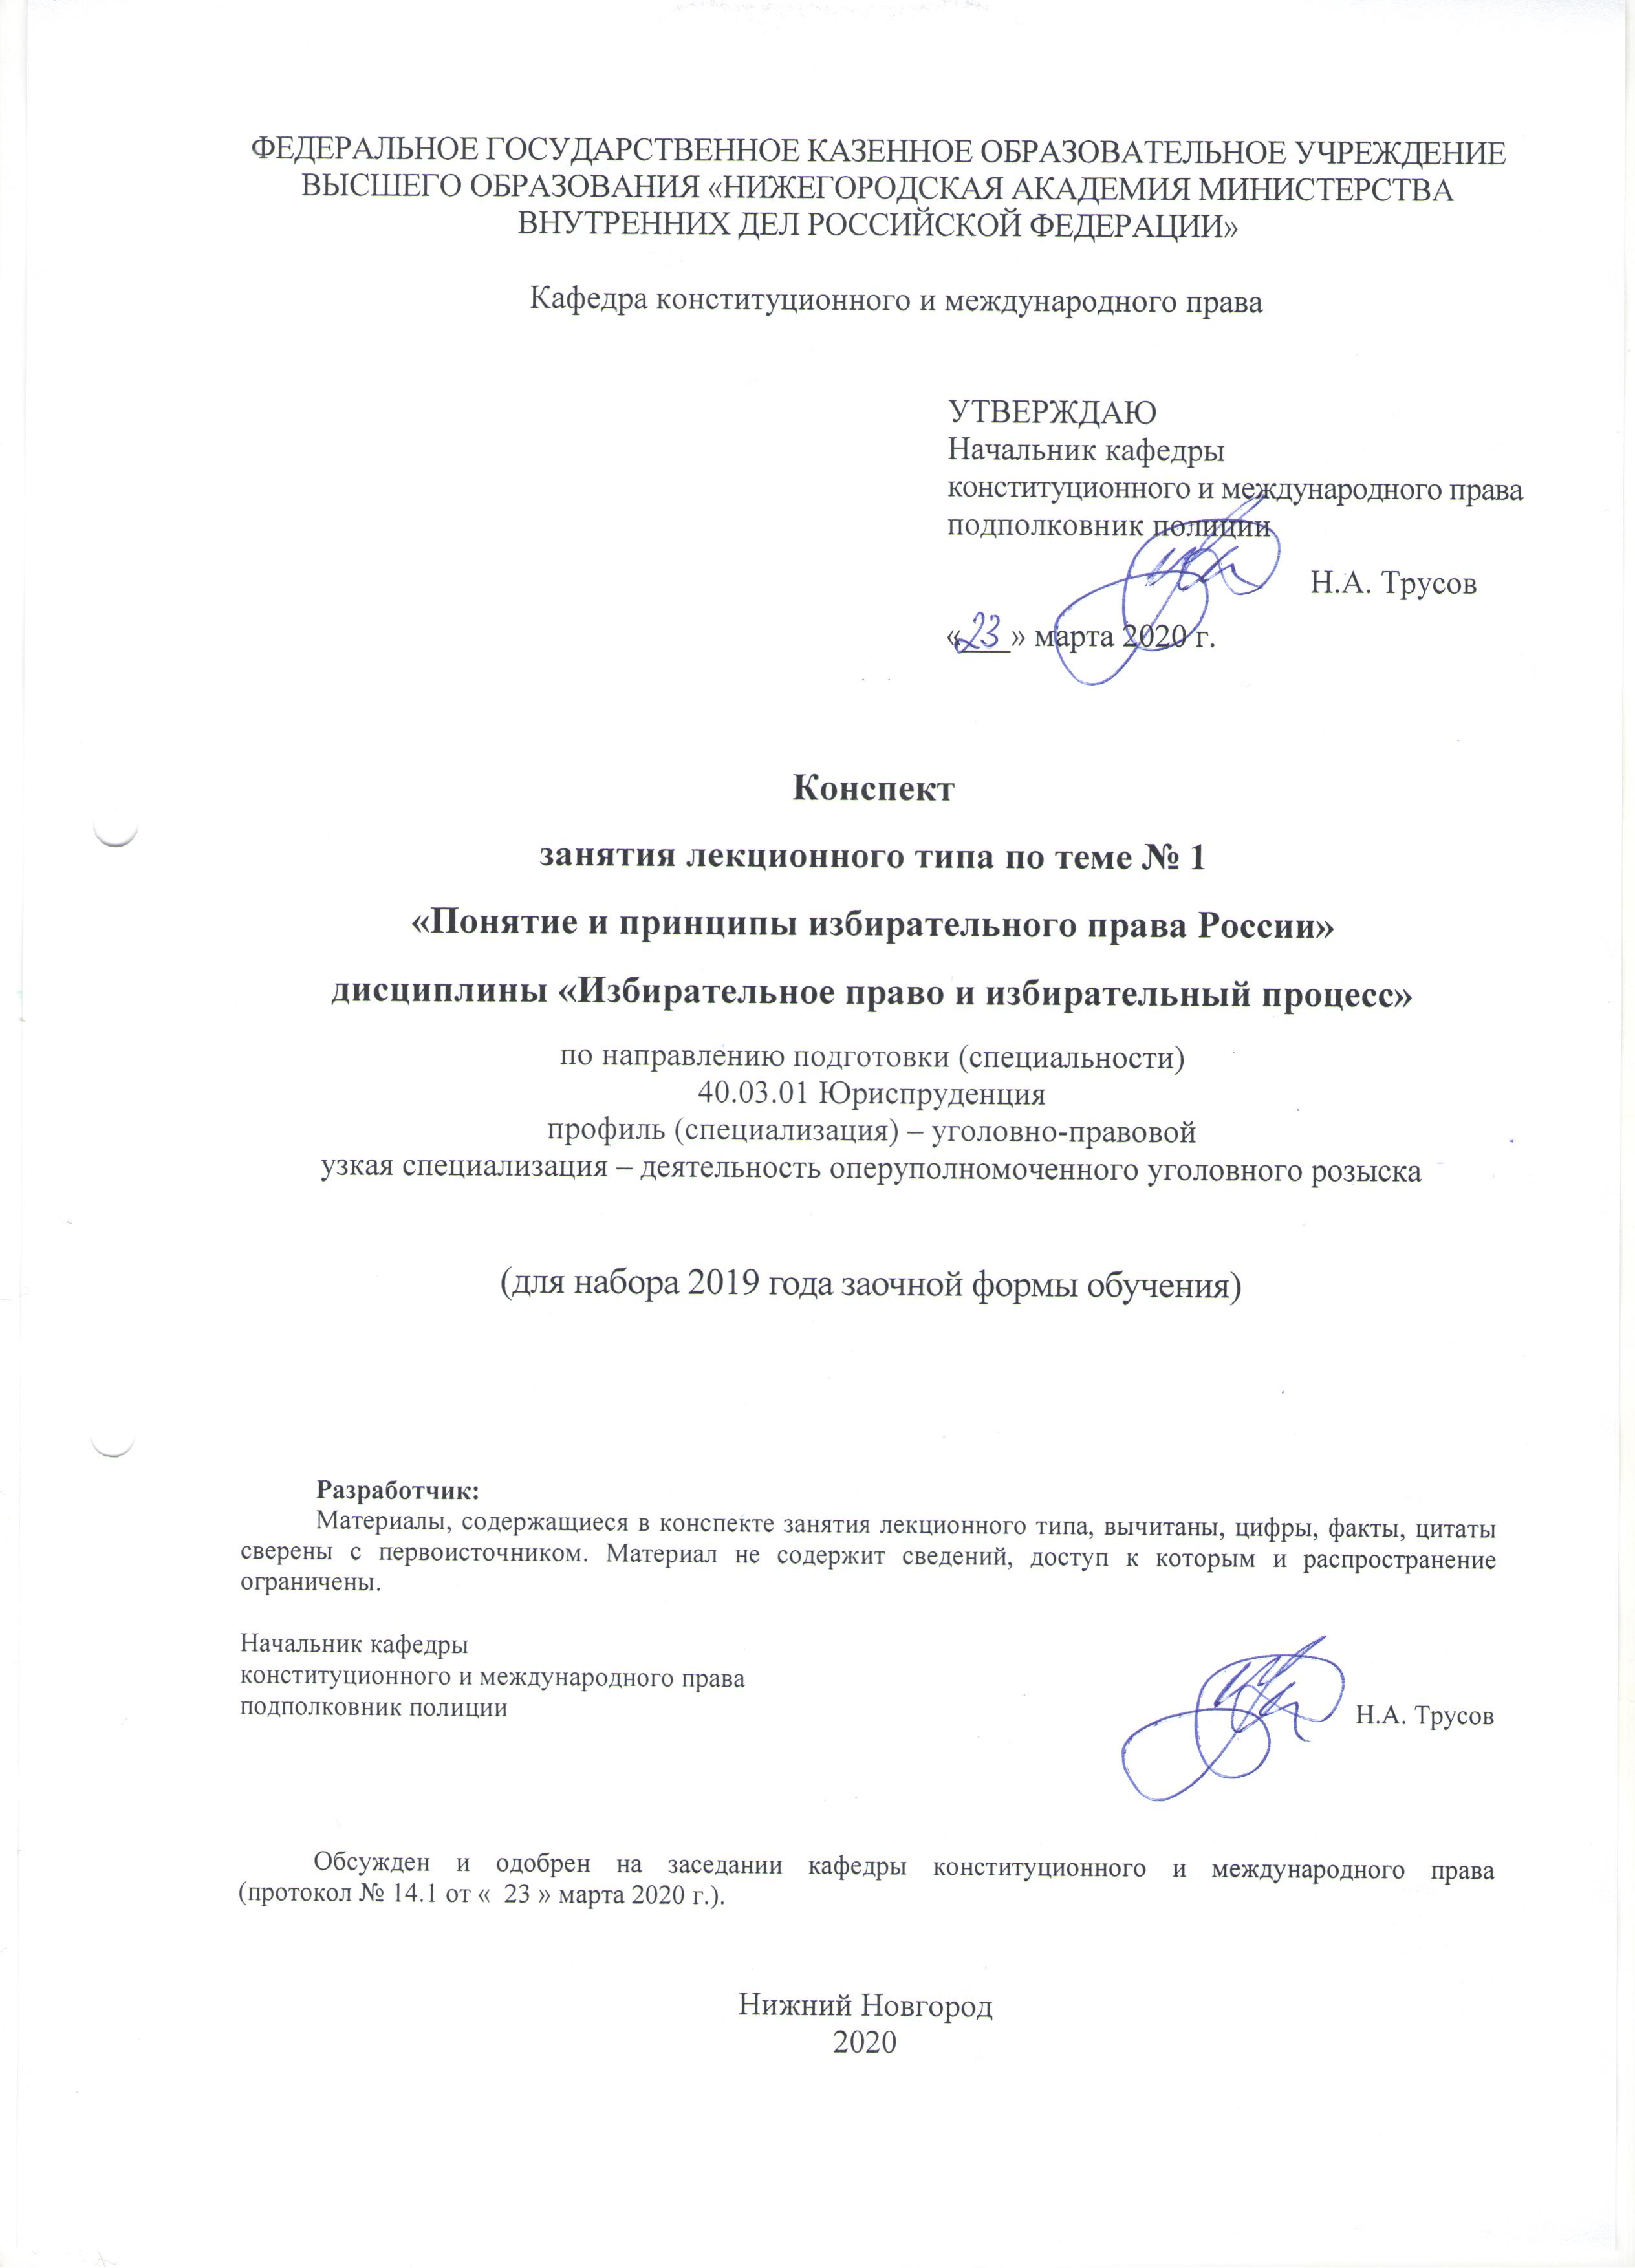 ФЕДЕРАЛЬНОЕ ГОСУДАРСТВЕННОЕ КАЗЕННОЕ ОБРАЗОВАТЕЛЬНОЕ УЧРЕЖДЕНИЕ
ВЫСШЕГО ОБРАЗОВАНИЯ «НИЖЕГОРОДСКАЯ АКАДЕМИЯ МИНИСТЕРСТВА
ВНУТРЕННИХ ДЕЛ РОССИЙСКОЙ ФЕДЕРАЦИИ»
Кафедра конституционного и международного права
УТВЕРЖДАЮ
Начальник кафедры
конституционного и международного права
подполковник полиции
Н.А. Трусов
«23» марта 2020 г.
Конспект
занятия лекционного типа по теме № 1
«Понятие и принципы избирательного права России»
дисциплины «Избирательное право и избирательный процесс»
по направлению подготовки (специальности)
40.03.01 Юриспруденция
профиль (специализация) – уголовно-правовой
узкая специализация – деятельность оперуполномоченного уголовного розыска
(для набора 2019 года заочной формы обучения)
Разработчик:
Материалы, содержащиеся в конспекте занятия лекционного типа, вычитаны, цифры, факты, цитаты
сверены с первоисточником. Материал не содержит сведений, доступ к которым и распространение
ограничены.
Начальник кафедры
конституционного и международного права
подполковник полиции
Н.А. Трусов
Обсужден и одобрен на заседании кафедры конституционного и международного права
(протокол № 14.1 от « 23 » марта 2020 г.).
Нижний Новгород
2020